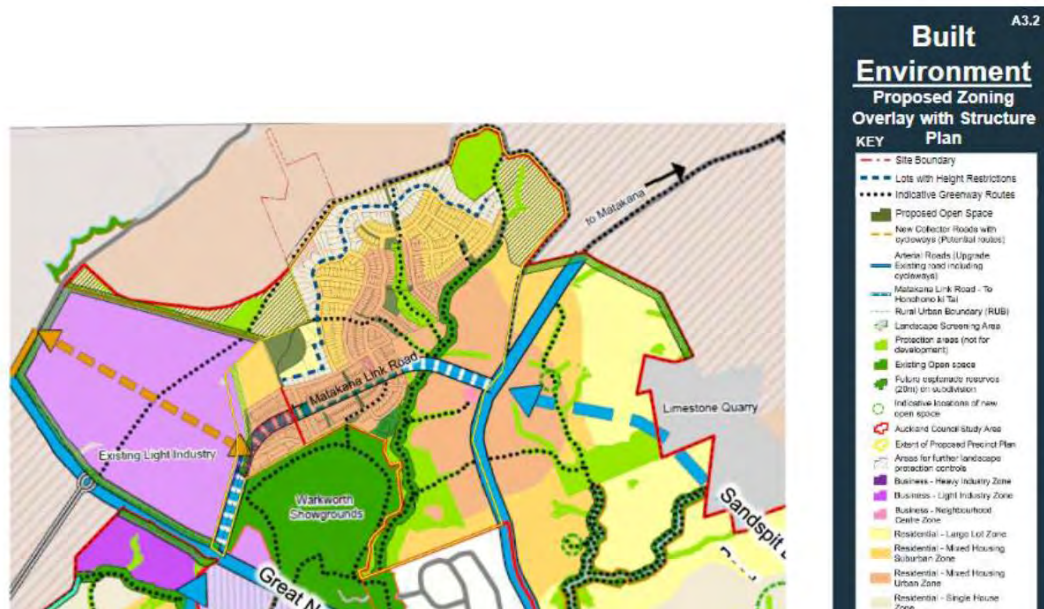 to Matakana
Matakana Link Road
Limestone Quarry
Existing Light Industry
Warkworth
Showgrounds
Sandspit
Great N
A3.2
Built
Environment
Proposed Zoning
Overlay with Structure
Plan
KEY
Site Boundary
Lots with Height Restrictions
Indicative Greenway Routes
Proposed Open Space
New Collector Roads with
cycleways (Potential routes)
Arterial Roads (Upgrade
Existing road including
cycleways)
Matakana Link Road - Te
Honohono ki Tai
Rural Urban Boundary (RUB)
Landscape Screening Area
Protection areas (not for
development)
Existing Open space
Future esplanade reserves
(20m) on subdivision
Indicative locations of new
open space
Auckland Council Study Area
Extent of Proposed Precinct Plan
Areas for further landscape
protection controls
Business - Heavy Industry Zone
Business - Light Industry Zone
Business - Neighbourhood
Centre Zone
Residential - Large Lot Zone
Residential - Mixed Housing
Suburban Zone
Residential - Mixed Housing
Urban Zone
Residential - Single House
Zone